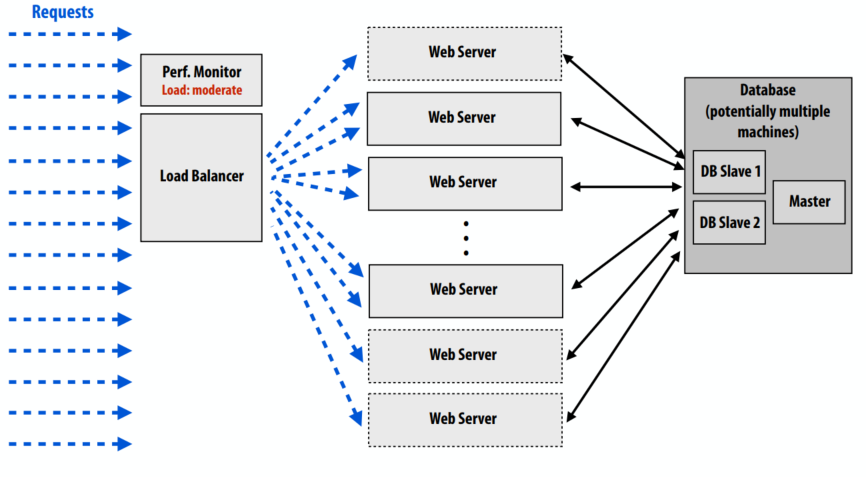 Requests
Perf. Monitor
Load: moderate
Load Balancer
Web Server
Web Server
Web Server
Web Server
Web Server
Web Server
Database
(potentially multiple
machines)
DB Slave 1
DB Slave 2
Master